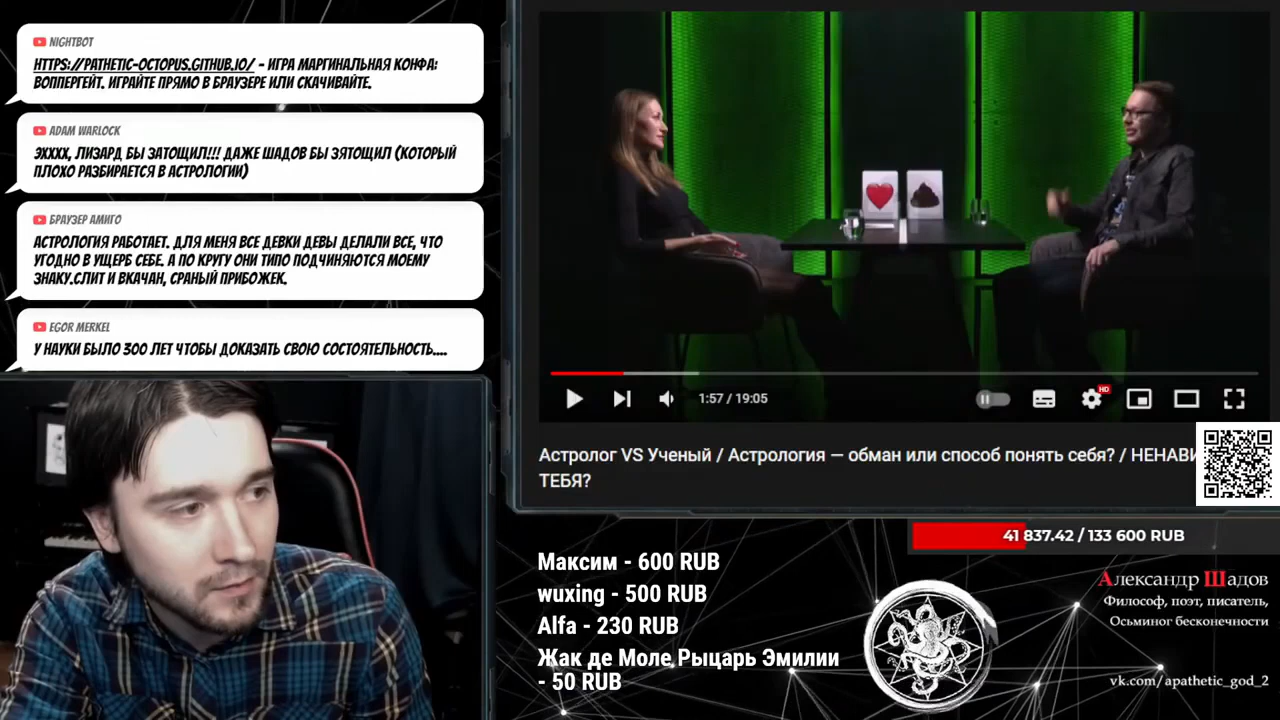 NIGHTBOT
HTTPS://PATHETIC-OCTOPUS.GITHUB.IO/ - ИГРА МАРГИНАЛЬНАЯ КОНФА:
ВОППЕРГЕЙТ. ИГРАЙТЕ ПРЯМО В БРАУЗЕРЕ ИЛИ СКАЧИВАЙТЕ.
ADAM WARLOCK
ЭХХХХ, ЛИЗАРД БЫ ЗАТОЩИЛ!!! ДАЖЕ ШАДОВ БЫ ЗЯТОЩИЛ (КОТОРЫЙ
ПЛОХО РАЗБИРАЕТСЯ В АСТРОЛОГИИ)
БРАУЗЕР АМИГО
АСТРОЛОГИЯ РАБОТАЕТ. ДЛЯ МЕНЯ ВСЕ ДЕВКИ ДЕВЫ ДЕЛАЛИ ВСЕ, ЧТО
УГОДНО В УЩЕРБ СЕБЕ. А ПО КРУГУ ОНИ ТИПО ПОДЧИНЯЮТСЯ МОЕМУ
ЗНАКУ.СЛИТ И ВКАЧАН, СРАНЫЙ ПРИБОЖЕК.
EGOR MERKEL
У НАУКИ БЫЛО 300 ЛЕТ ЧТОБЫ ДОКАЗАТЬ СВОЮ СОСТОЯТЕЛЬНОСТЬ....
1:57 / 19:05
HD
Астролог VS Ученый / Астрология — обман или способ понять себя? / НЕНАВИ
ТЕБЯ?
41 837.42 / 133 600 RUB
Максим - 600 RUB
wuxing - 500 RUB
Alfa - 230 RUB
Жак де Моле Рыцарь Эмилии
- 50 RUB
Александр Шадов
Философ, поэт, писатель,
Осьминог бесконечности
vk.com/apathetic_god_2